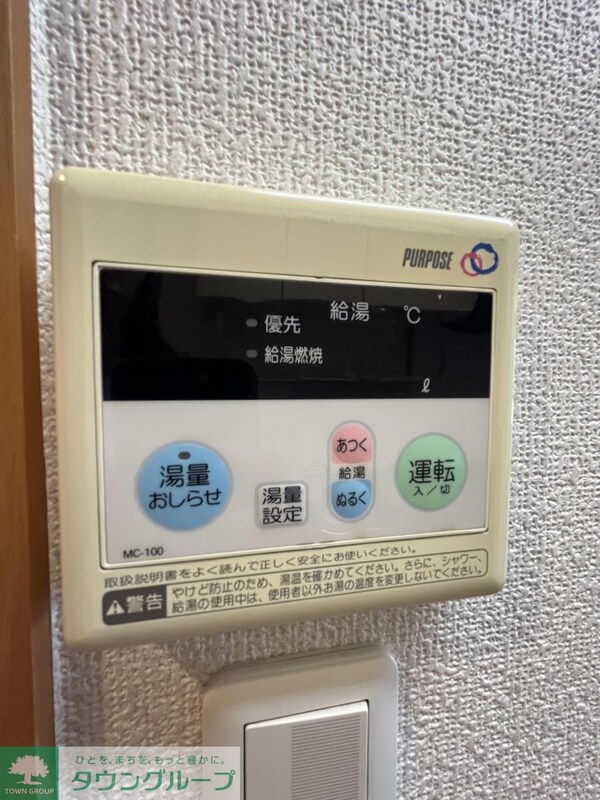 PURPOSE
給湯 ℃
優先
給湯燃焼
ℓ
湯量
おしらせ
湯量
設定
あつく
給湯
ぬるく
運転
入／切
MC-100
取扱説明書をよく読んで正しく安全にお使いください。
警告
やけど防止のため、湯温を確かめてください。さらに、シャワー、
給湯の使用中は、使用者以外お湯の温度を変更しないでください。
TOWN GROUP
ひとを、まちを、もっと暖かに。
タウングループ